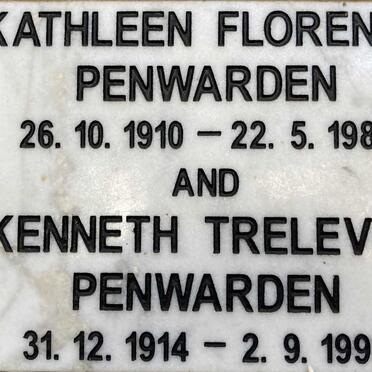 KATHLEEN FLOREN
PENWARDEN
26. 10. 1910 – 22. 5. 198
AND
KENNETH TRELEV
PENWARDEN
31. 12. 1914 – 2. 9. 199